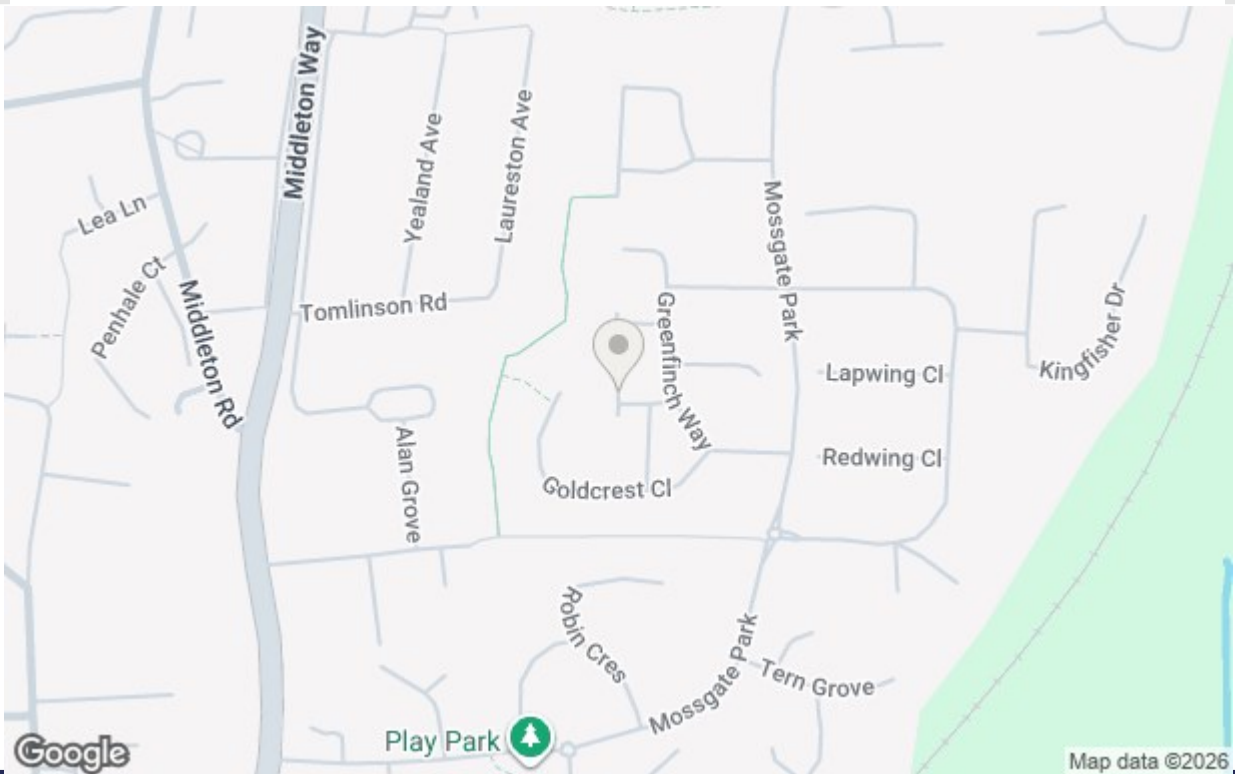 Middleton Way
Yealand Ave
Laureston Ave
Lea Ln
Mossgate Park
Penhale Ct
Tomlinson Rd
Middleton Rd
Greenfinch Way
Kingfisher Dr
Lapwing Cl
Alan Grove
Redwing Cl
Goldcrest Cl
Robin Cres
Mossgate Park
Tern Grove
Play Park
Google
Map data ©2026